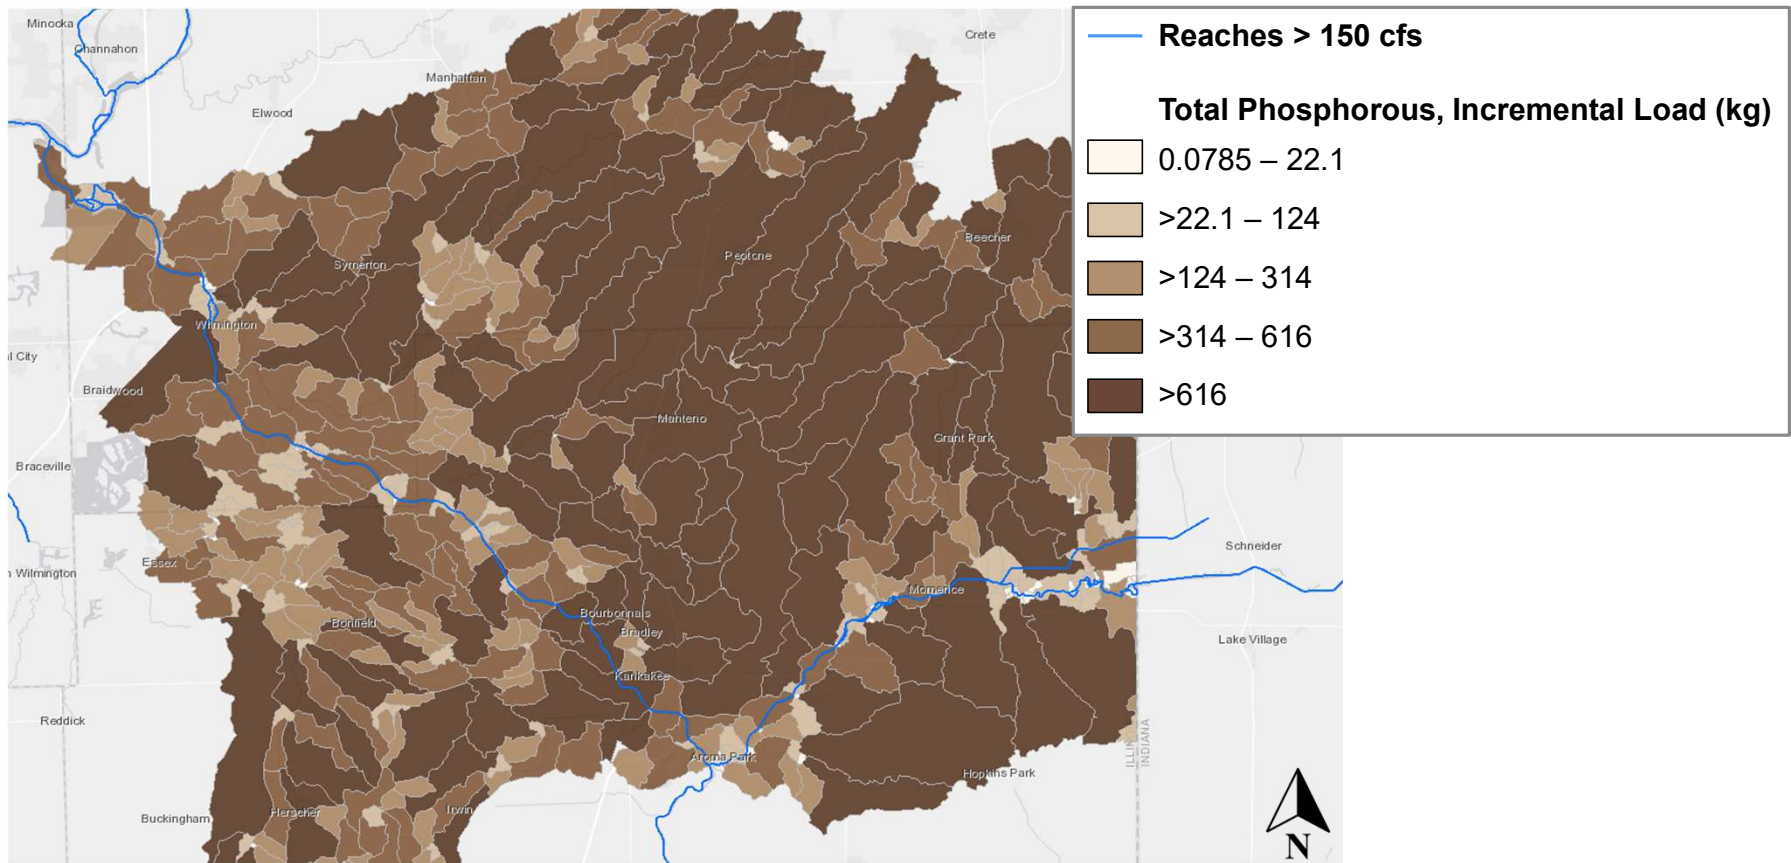 Minooka
Channahon
Crete
Manhattan
Elwood
Reaches > 150 cfs
Total Phosphorous, Incremental Load (kg)
0.0785 – 22.1
>22.1 – 124
>124 – 314
>314 – 616
>616
Beecher
Peotone
Symerton
Wilmington
al City
Braidwood
Manteno
Grant Park
Braceville
Schneider
Essex
n Wilmington
Momence
Bourbonnais
Bonfield
Bradley
Lake Village
Kankakee
Reddick
ILLIN
INDIANA
Aroma Park
Hopkins Park
Herscher
Irwin
Buckingham
N